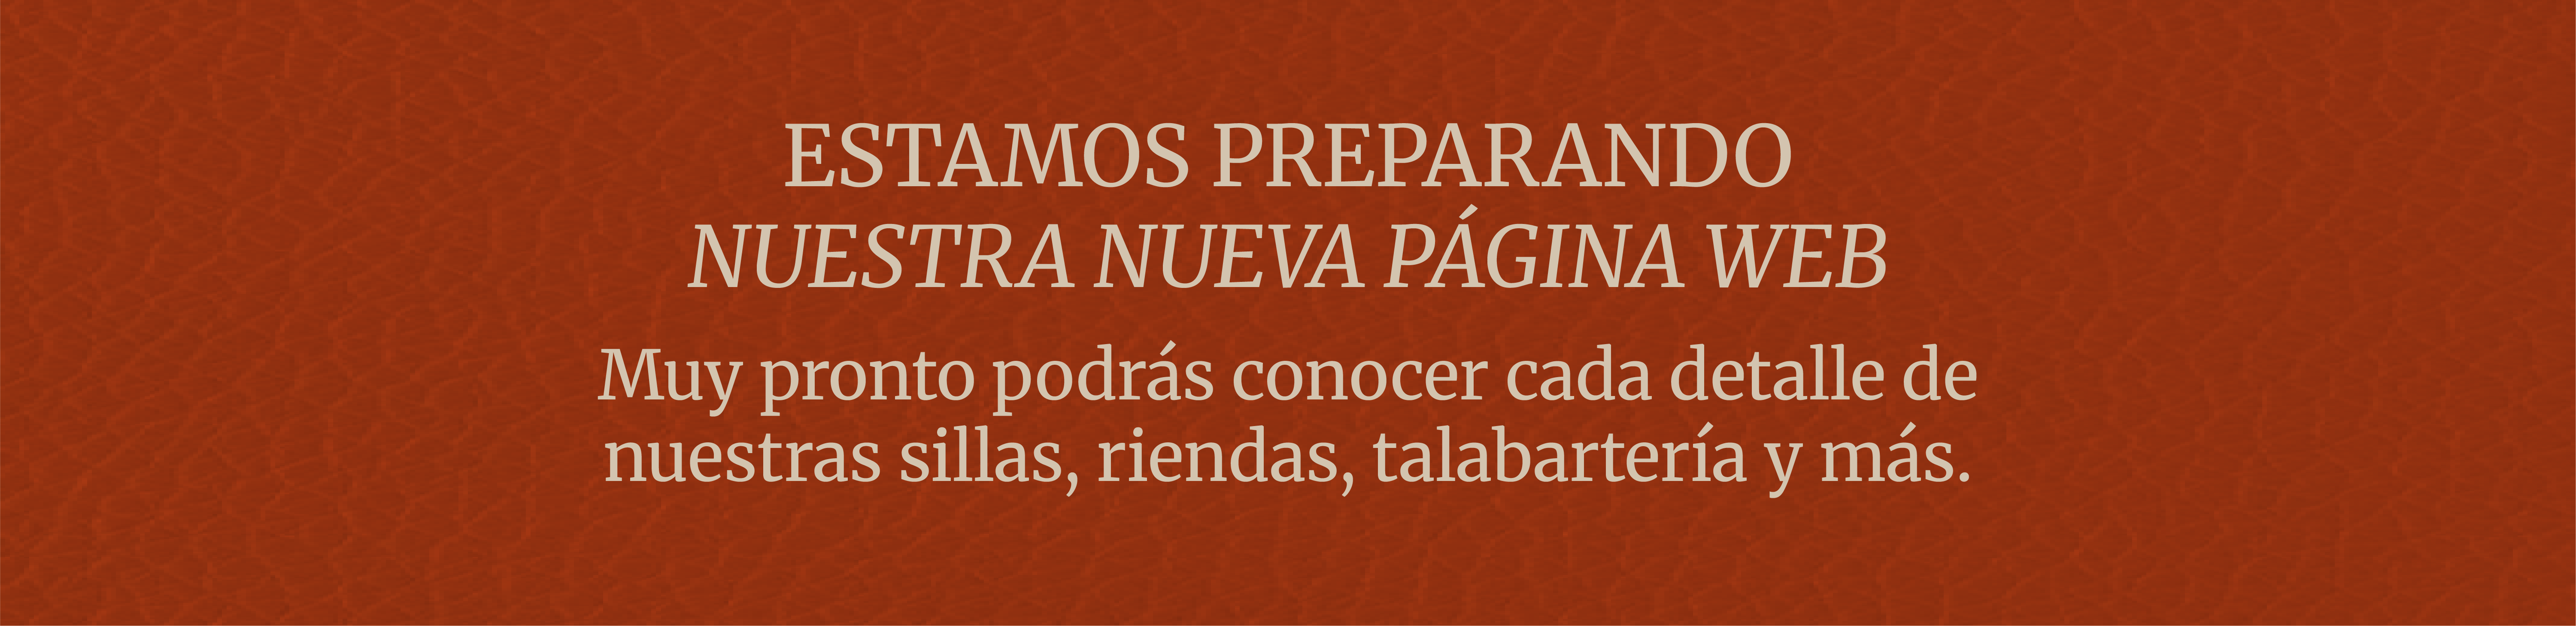 ESTAMOS PREPARANDO
NUESTRA NUEVA PÁGINA WEB
Muy pronto podrás conocer cada detalle de
nuestras sillas, riendas, talabartería y más.